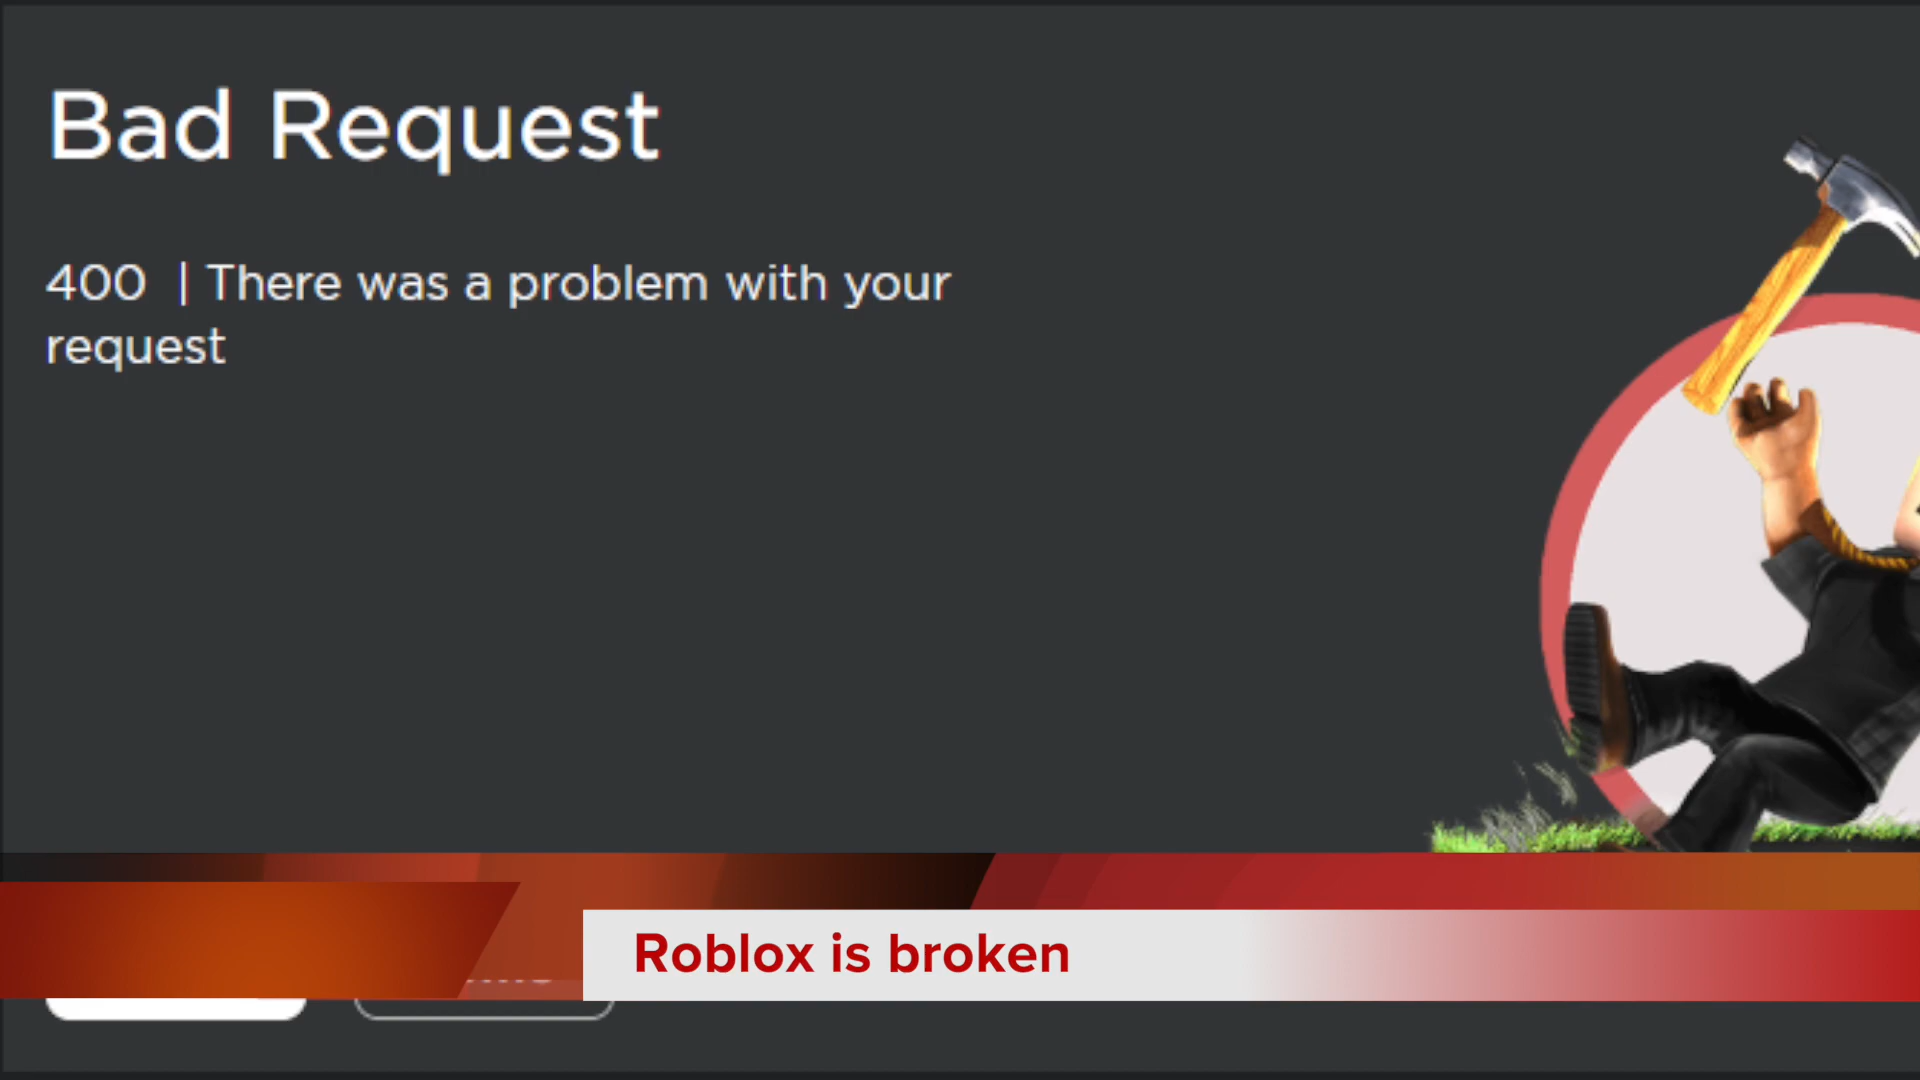 Bad Request
400 | There was a problem with your
request
Roblox is broken